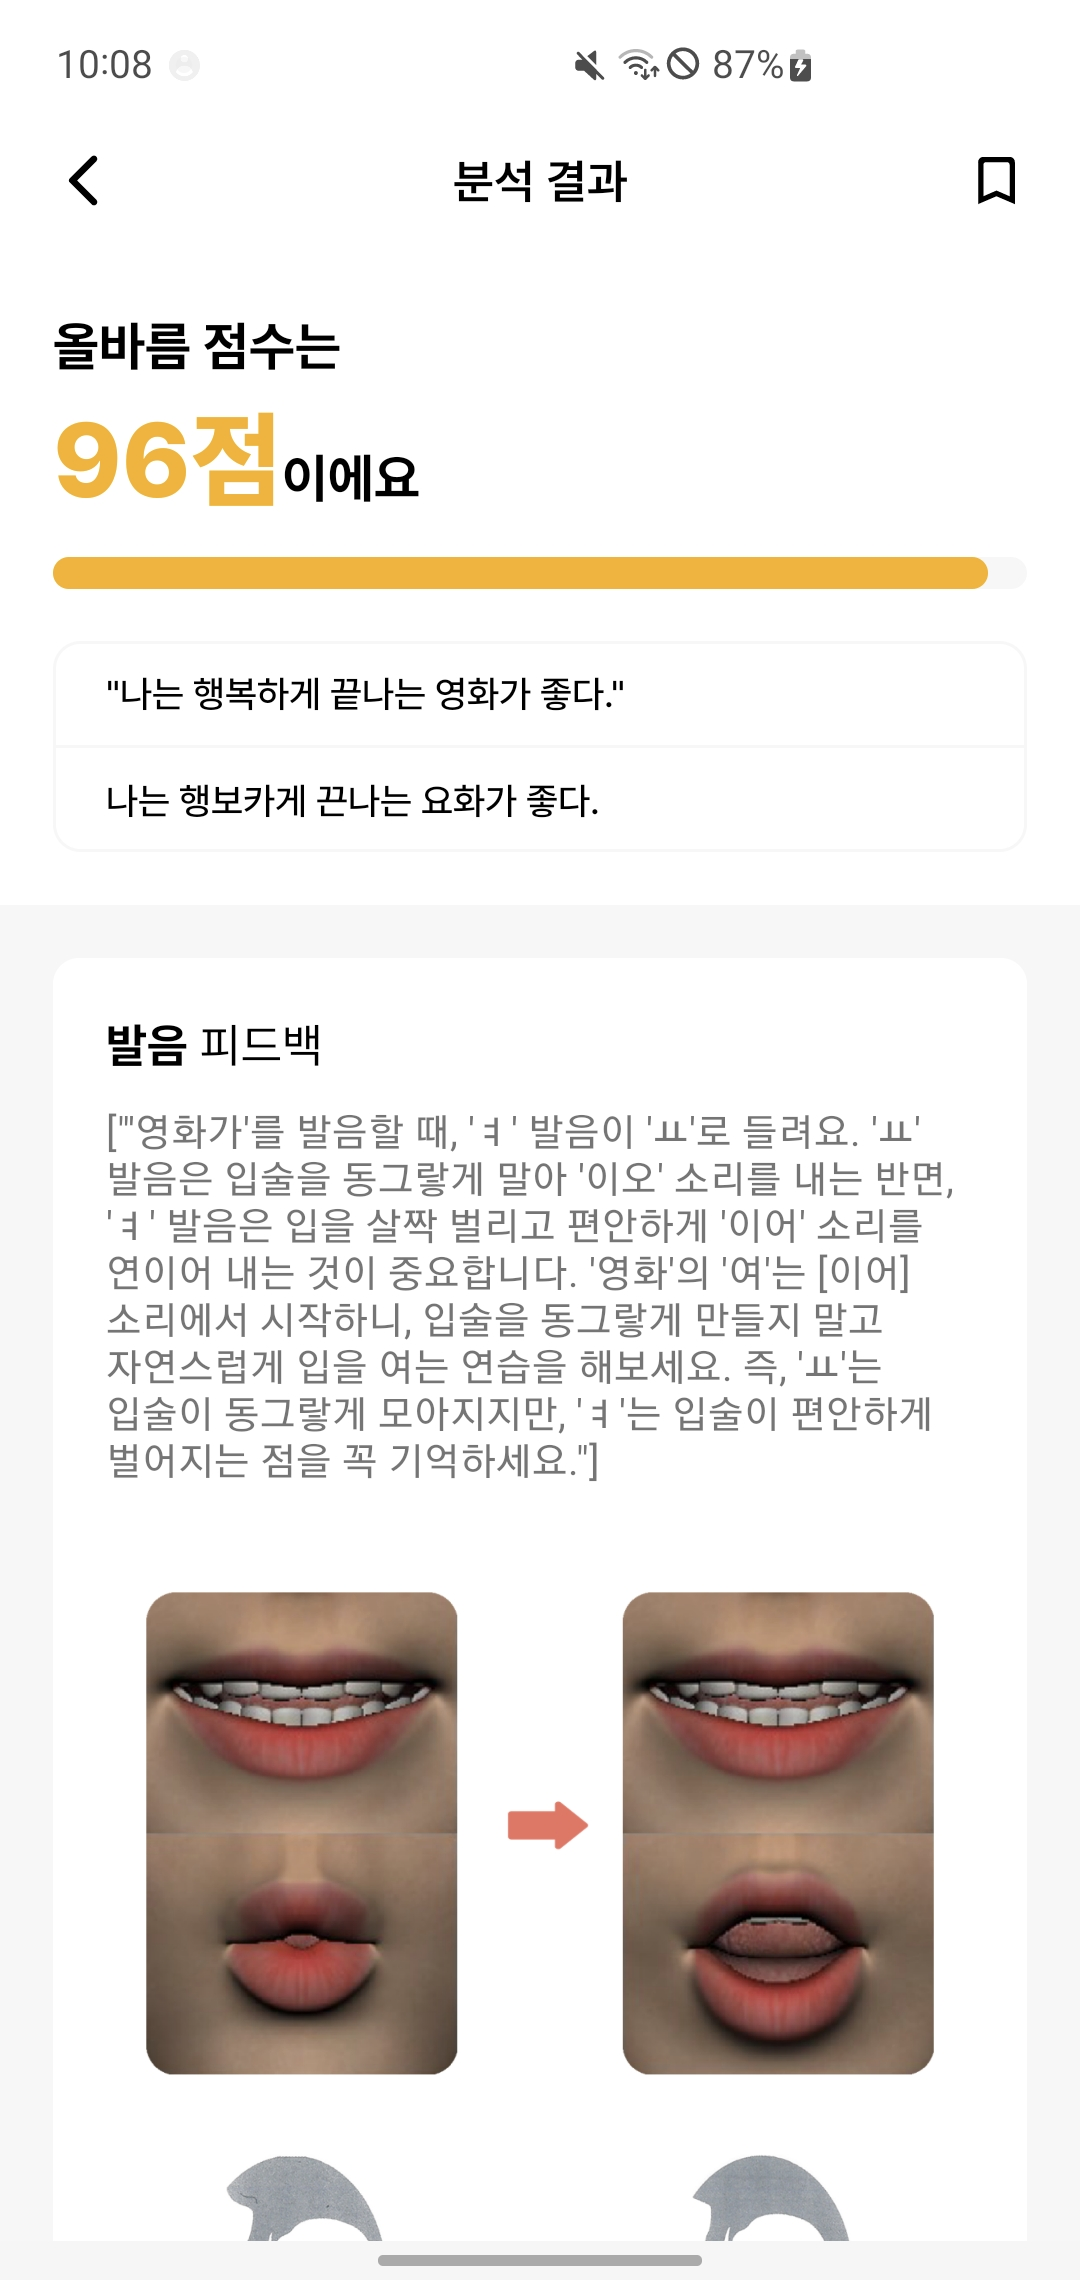 10:08 87%
분석 결과
올바름 점수는
96점이에요
"나는 행복하게 끝나는 영화가 좋다."
나는 행보카게 끈나는 요화가 좋다.
발음 피드백
["'영화가'를 발음할 때, 'ㅕ' 발음이 'ㅛ'로 들려요. 'ㅛ'
발음은 입술을 동그랗게 말아 '이오' 소리를 내는 반면,
'ㅕ' 발음은 입을 살짝 벌리고 편안하게 '이어' 소리를
연이어 내는 것이 중요합니다. '영화'의 '여'는 [이어]
소리에서 시작하니, 입술을 동그랗게 만들지 말고
자연스럽게 입을 여는 연습을 해보세요. 즉, 'ㅛ'는
입술이 동그랗게 모아지지만, 'ㅕ'는 입술이 편안하게
벌어지는 점을 꼭 기억하세요."]